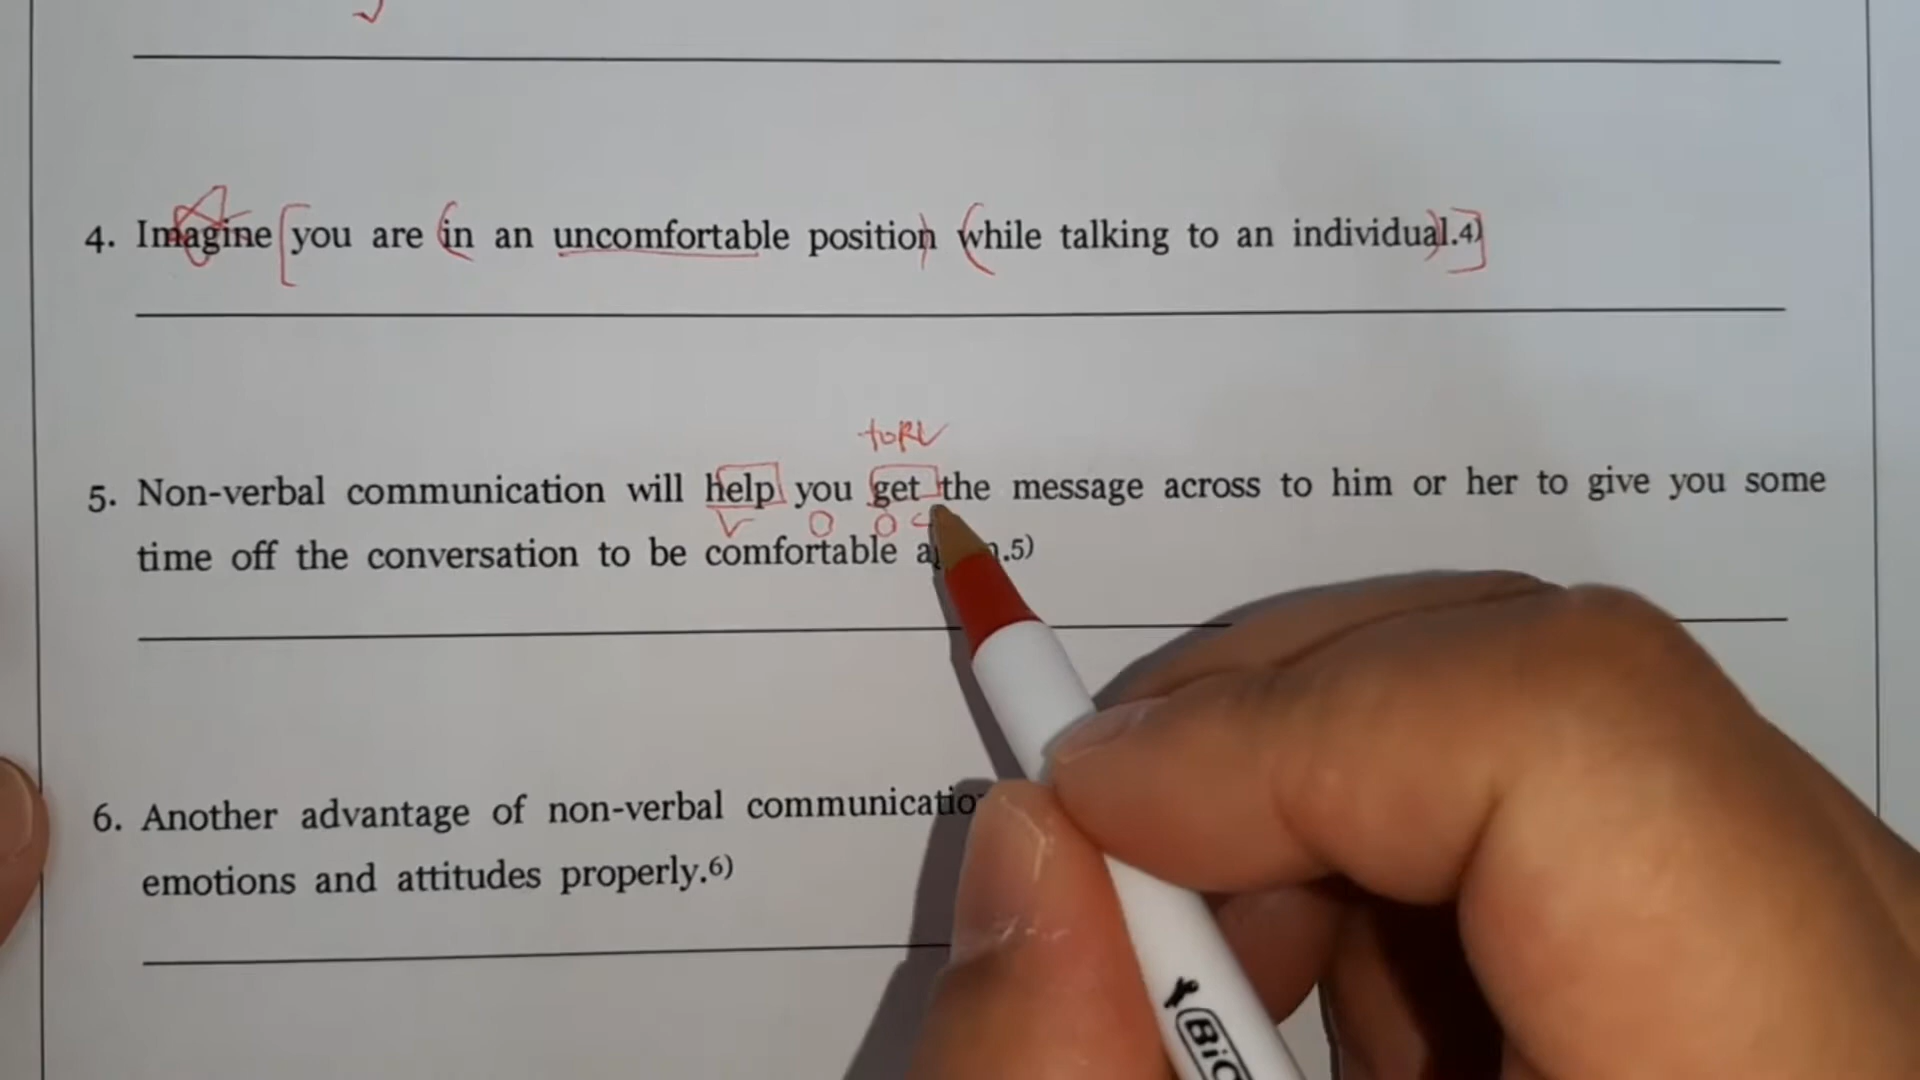 4. Imagine you are in an uncomfortable position while talking to an individual.4)
toRV
5. Non-verbal communication will help you get the message across to him or her to give you some
V O O C
time off the conversation to be comfortable
.5)
6. Another advantage of non-verbal communication
emotions and attitudes properly.6)
BiC